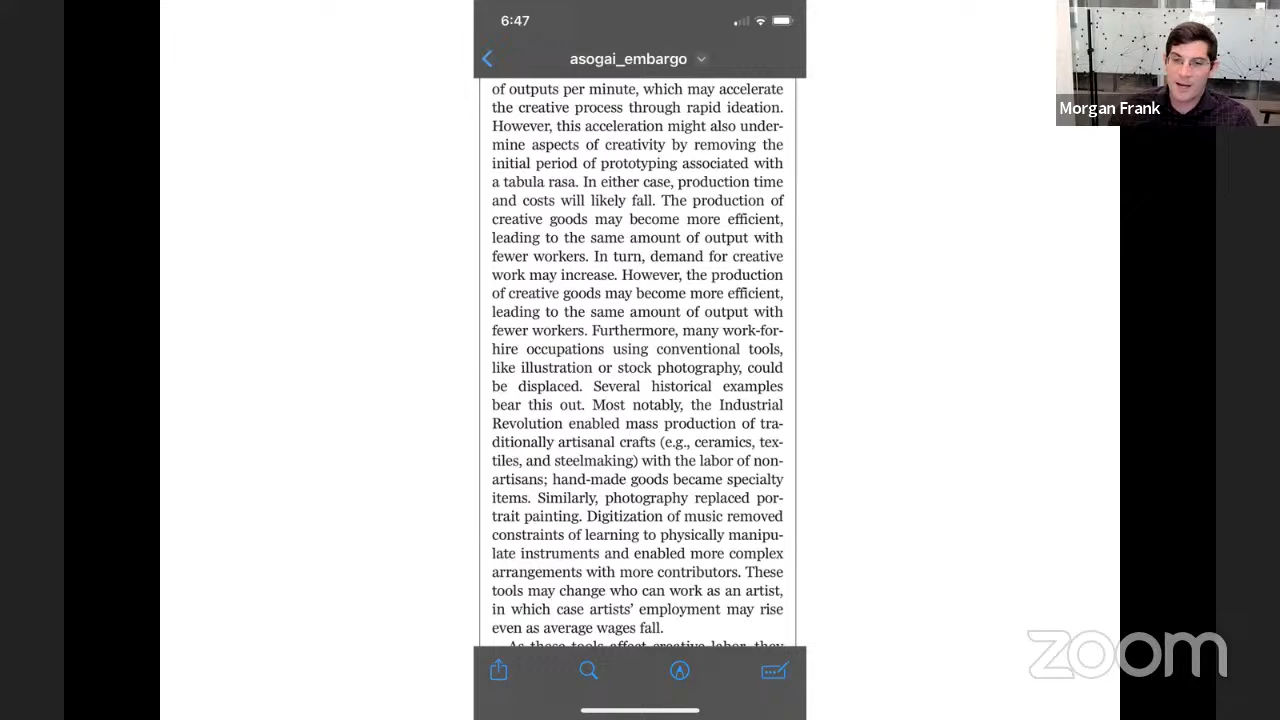 6:47
asogai_embargo
of outputs per minute, which may accelerate
the creative process through rapid ideation.
However, this acceleration might also under-
mine aspects of creativity by removing the
initial period of prototyping associated with
a tabula rasa. In either case, production time
and costs will likely fall. The production of
creative goods may become more efficient,
leading to the same amount of output with
fewer workers. In turn, demand for creative
work may increase. However, the production
of creative goods may become more efficient,
leading to the same amount of output with
fewer workers. Furthermore, many work-for-
hire occupations using conventional tools,
like illustration or stock photography, could
be displaced. Several historical examples
bear this out. Most notably, the Industrial
Revolution enabled mass production of tra-
ditionally artisanal crafts (e.g., ceramics, tex-
tiles, and steelmaking) with the labor of non-
artisans; hand-made goods became specialty
items. Similarly, photography replaced por-
trait painting. Digitization of music removed
constraints of learning to physically manipu-
late instruments and enabled more complex
arrangements with more contributors. These
tools may change who can work as an artist,
in which case artists' employment may rise
even as average wages fall.
As these tools affect creative labor, they
Morgan Frank
zoom